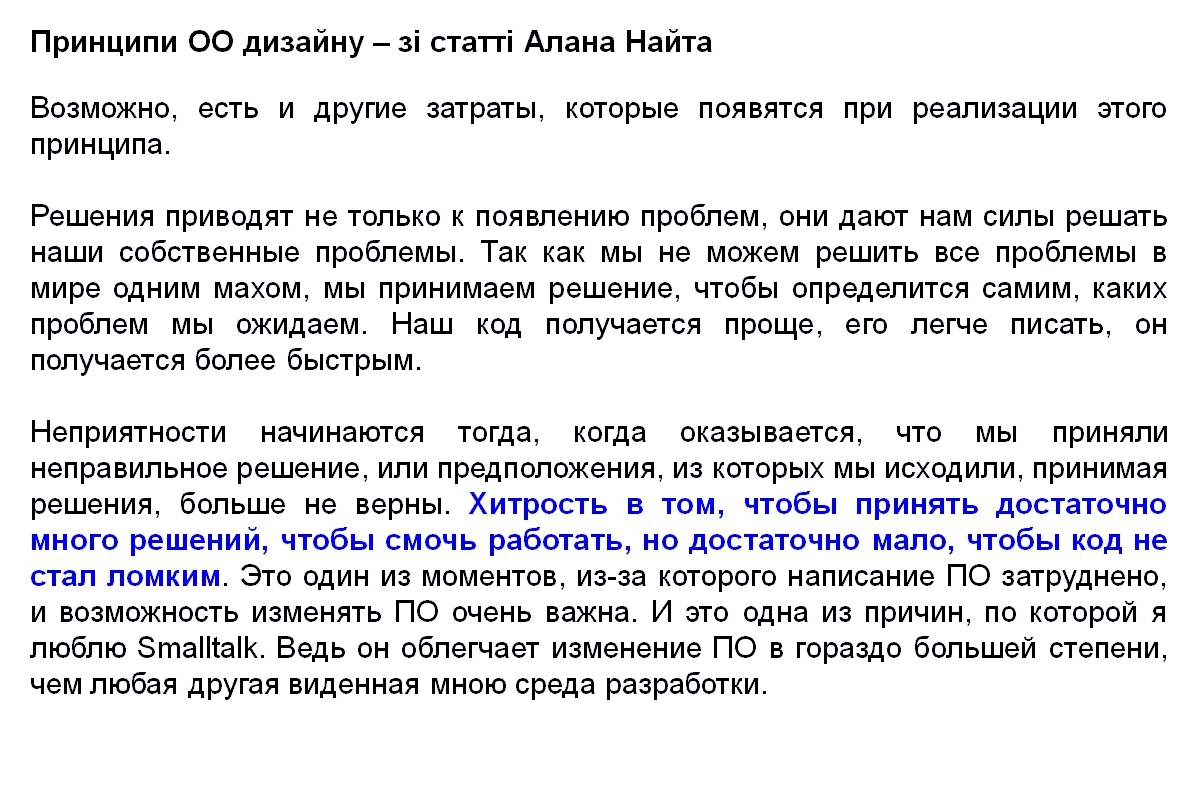 Принципи ОО дизайну – зі статті Алана Найта
Возможно, есть и другие затраты, которые появятся при реализации этого
принципа.
Решения приводят не только к появлению проблем, они дают нам силы решать
наши собственные проблемы. Так как мы не можем решить все проблемы в
мире одним махом, мы принимаем решение, чтобы определится самим, каких
проблем мы ожидаем. Наш код получается проще, его легче писать, он
получается более быстрым.
Неприятности начинаются тогда, когда оказывается, что мы приняли
неправильное решение, или предположения, из которых мы исходили, принимая
решения, больше не верны. Хитрость в том, чтобы принять достаточно
много решений, чтобы смочь работать, но достаточно мало, чтобы код не
стал ломким. Это один из моментов, из-за которого написание ПО затруднено,
и возможность изменять ПО очень важна. И это одна из причин, по которой я
люблю Smalltalk. Ведь он облегчает изменение ПО в гораздо большей степени,
чем любая другая виденная мною среда разработки.